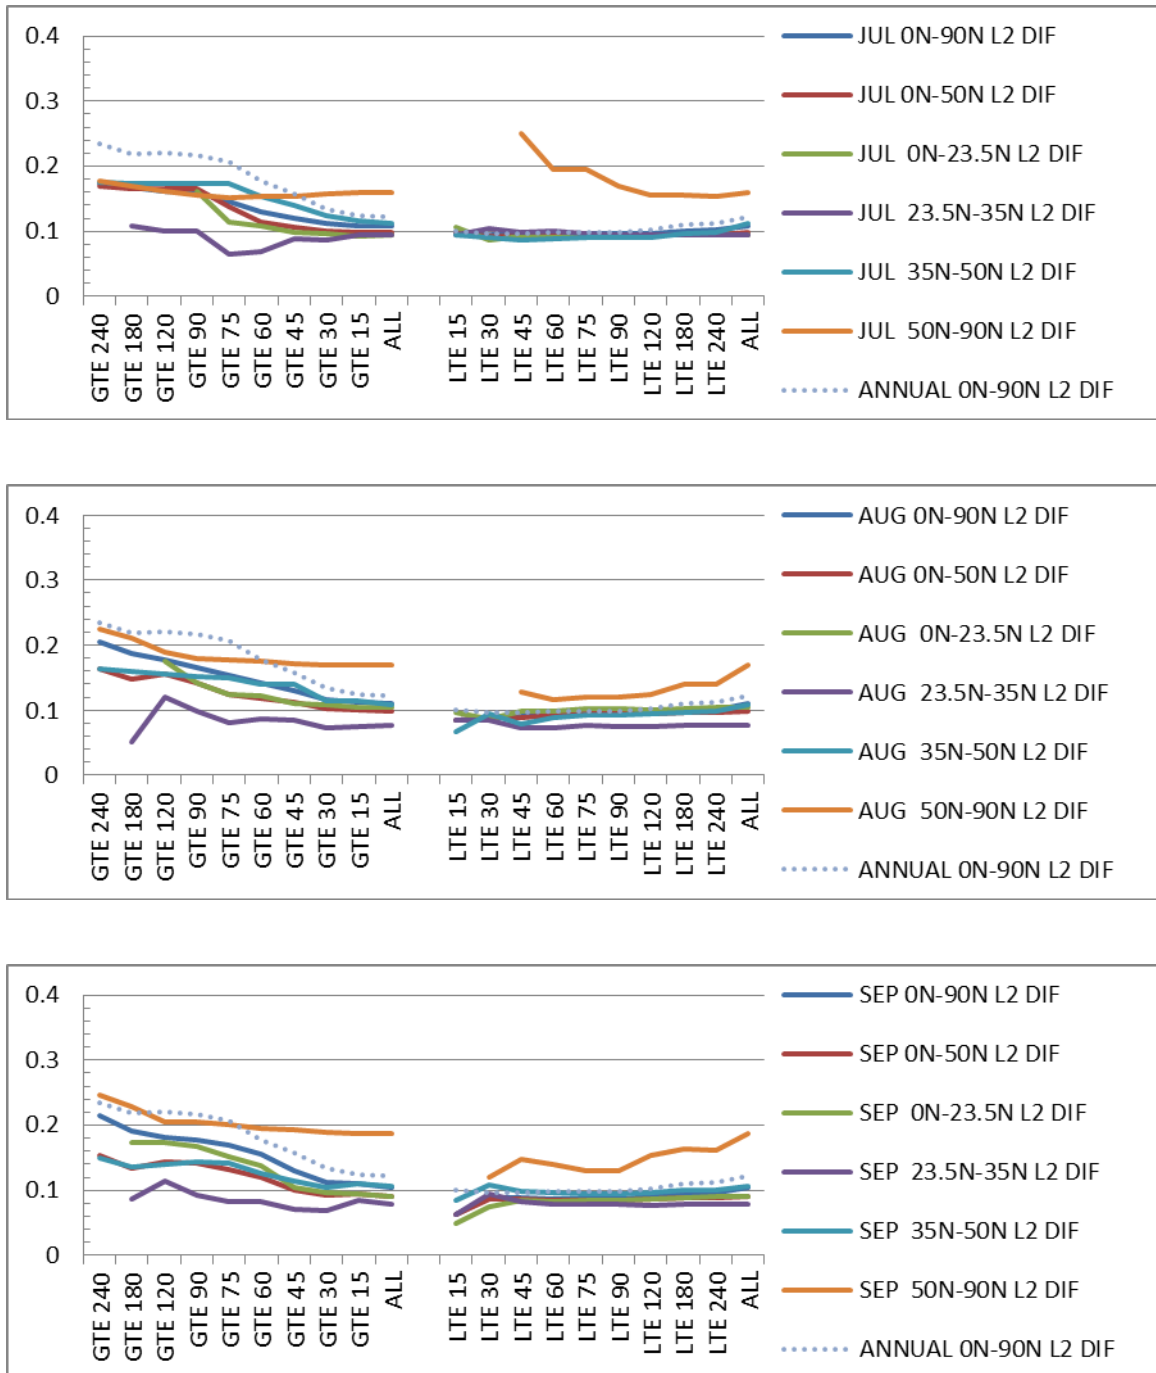 0.4
0.3
0.2
0.1
0
GTE 240
GTE 180
GTE 120
GTE 90
GTE 75
GTE 60
GTE 45
GTE 30
GTE 15
ALL
LTE 15
LTE 30
LTE 45
LTE 60
LTE 75
LTE 90
LTE 120
LTE 180
LTE 240
ALL
JUL 0N-90N L2 DIF
JUL 0N-50N L2 DIF
JUL 0N-23.5N L2 DIF
JUL 23.5N-35N L2 DIF
JUL 35N-50N L2 DIF
JUL 50N-90N L2 DIF
ANNUAL 0N-90N L2 DIF
0.4
0.3
0.2
0.1
0
GTE 240
GTE 180
GTE 120
GTE 90
GTE 75
GTE 60
GTE 45
GTE 30
GTE 15
ALL
LTE 15
LTE 30
LTE 45
LTE 60
LTE 75
LTE 90
LTE 120
LTE 180
LTE 240
ALL
AUG 0N-90N L2 DIF
AUG 0N-50N L2 DIF
AUG 0N-23.5N L2 DIF
AUG 23.5N-35N L2 DIF
AUG 35N-50N L2 DIF
AUG 50N-90N L2 DIF
ANNUAL 0N-90N L2 DIF
0.4
0.3
0.2
0.1
0
GTE 240
GTE 180
GTE 120
GTE 90
GTE 75
GTE 60
GTE 45
GTE 30
GTE 15
ALL
LTE 15
LTE 30
LTE 45
LTE 60
LTE 75
LTE 90
LTE 120
LTE 180
LTE 240
ALL
SEP 0N-90N L2 DIF
SEP 0N-50N L2 DIF
SEP 0N-23.5N L2 DIF
SEP 23.5N-35N L2 DIF
SEP 35N-50N L2 DIF
SEP 50N-90N L2 DIF
ANNUAL 0N-90N L2 DIF